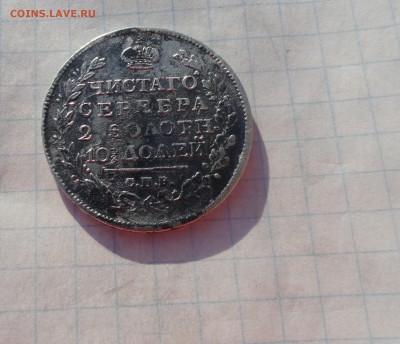 COINS.LAVE.RU
ЧИСТАГО
СЕРЕБРА
2 ЗОЛОТН.
10 ДОЛЕЙ
С.П.Б.